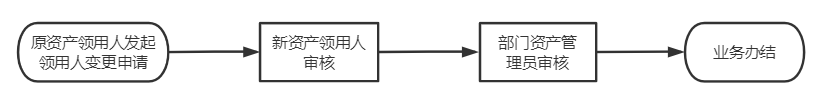 原资产领用人发起
领用人变更申请
新资产领用人
审核
部门资产管
理员审核
业务办结